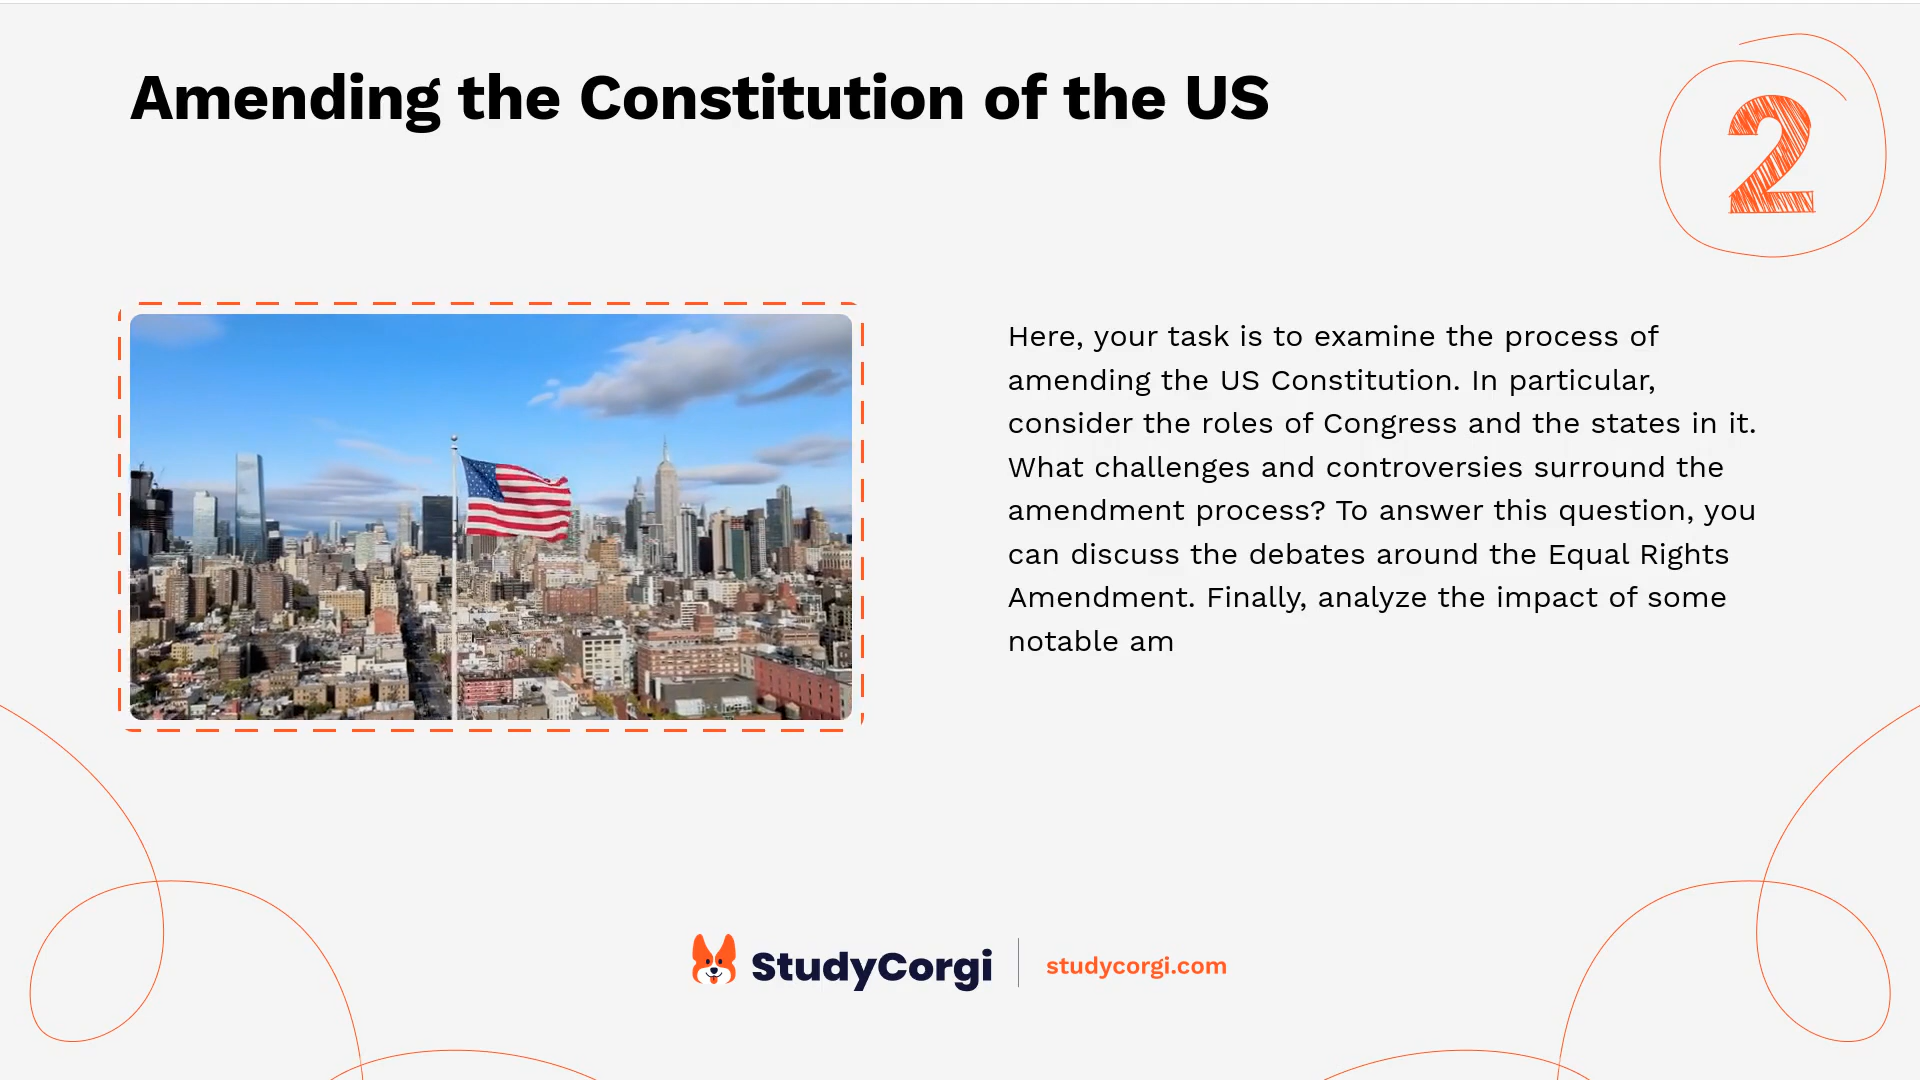 Amending the Constitution of the US
2
Here, your task is to examine the process of
amending the US Constitution. In particular,
consider the roles of Congress and the states in it.
What challenges and controversies surround the
amendment process? To answer this question, you
can discuss the debates around the Equal Rights
Amendment. Finally, analyze the impact of some
notable am
StudyCorgi
studycorgi.com